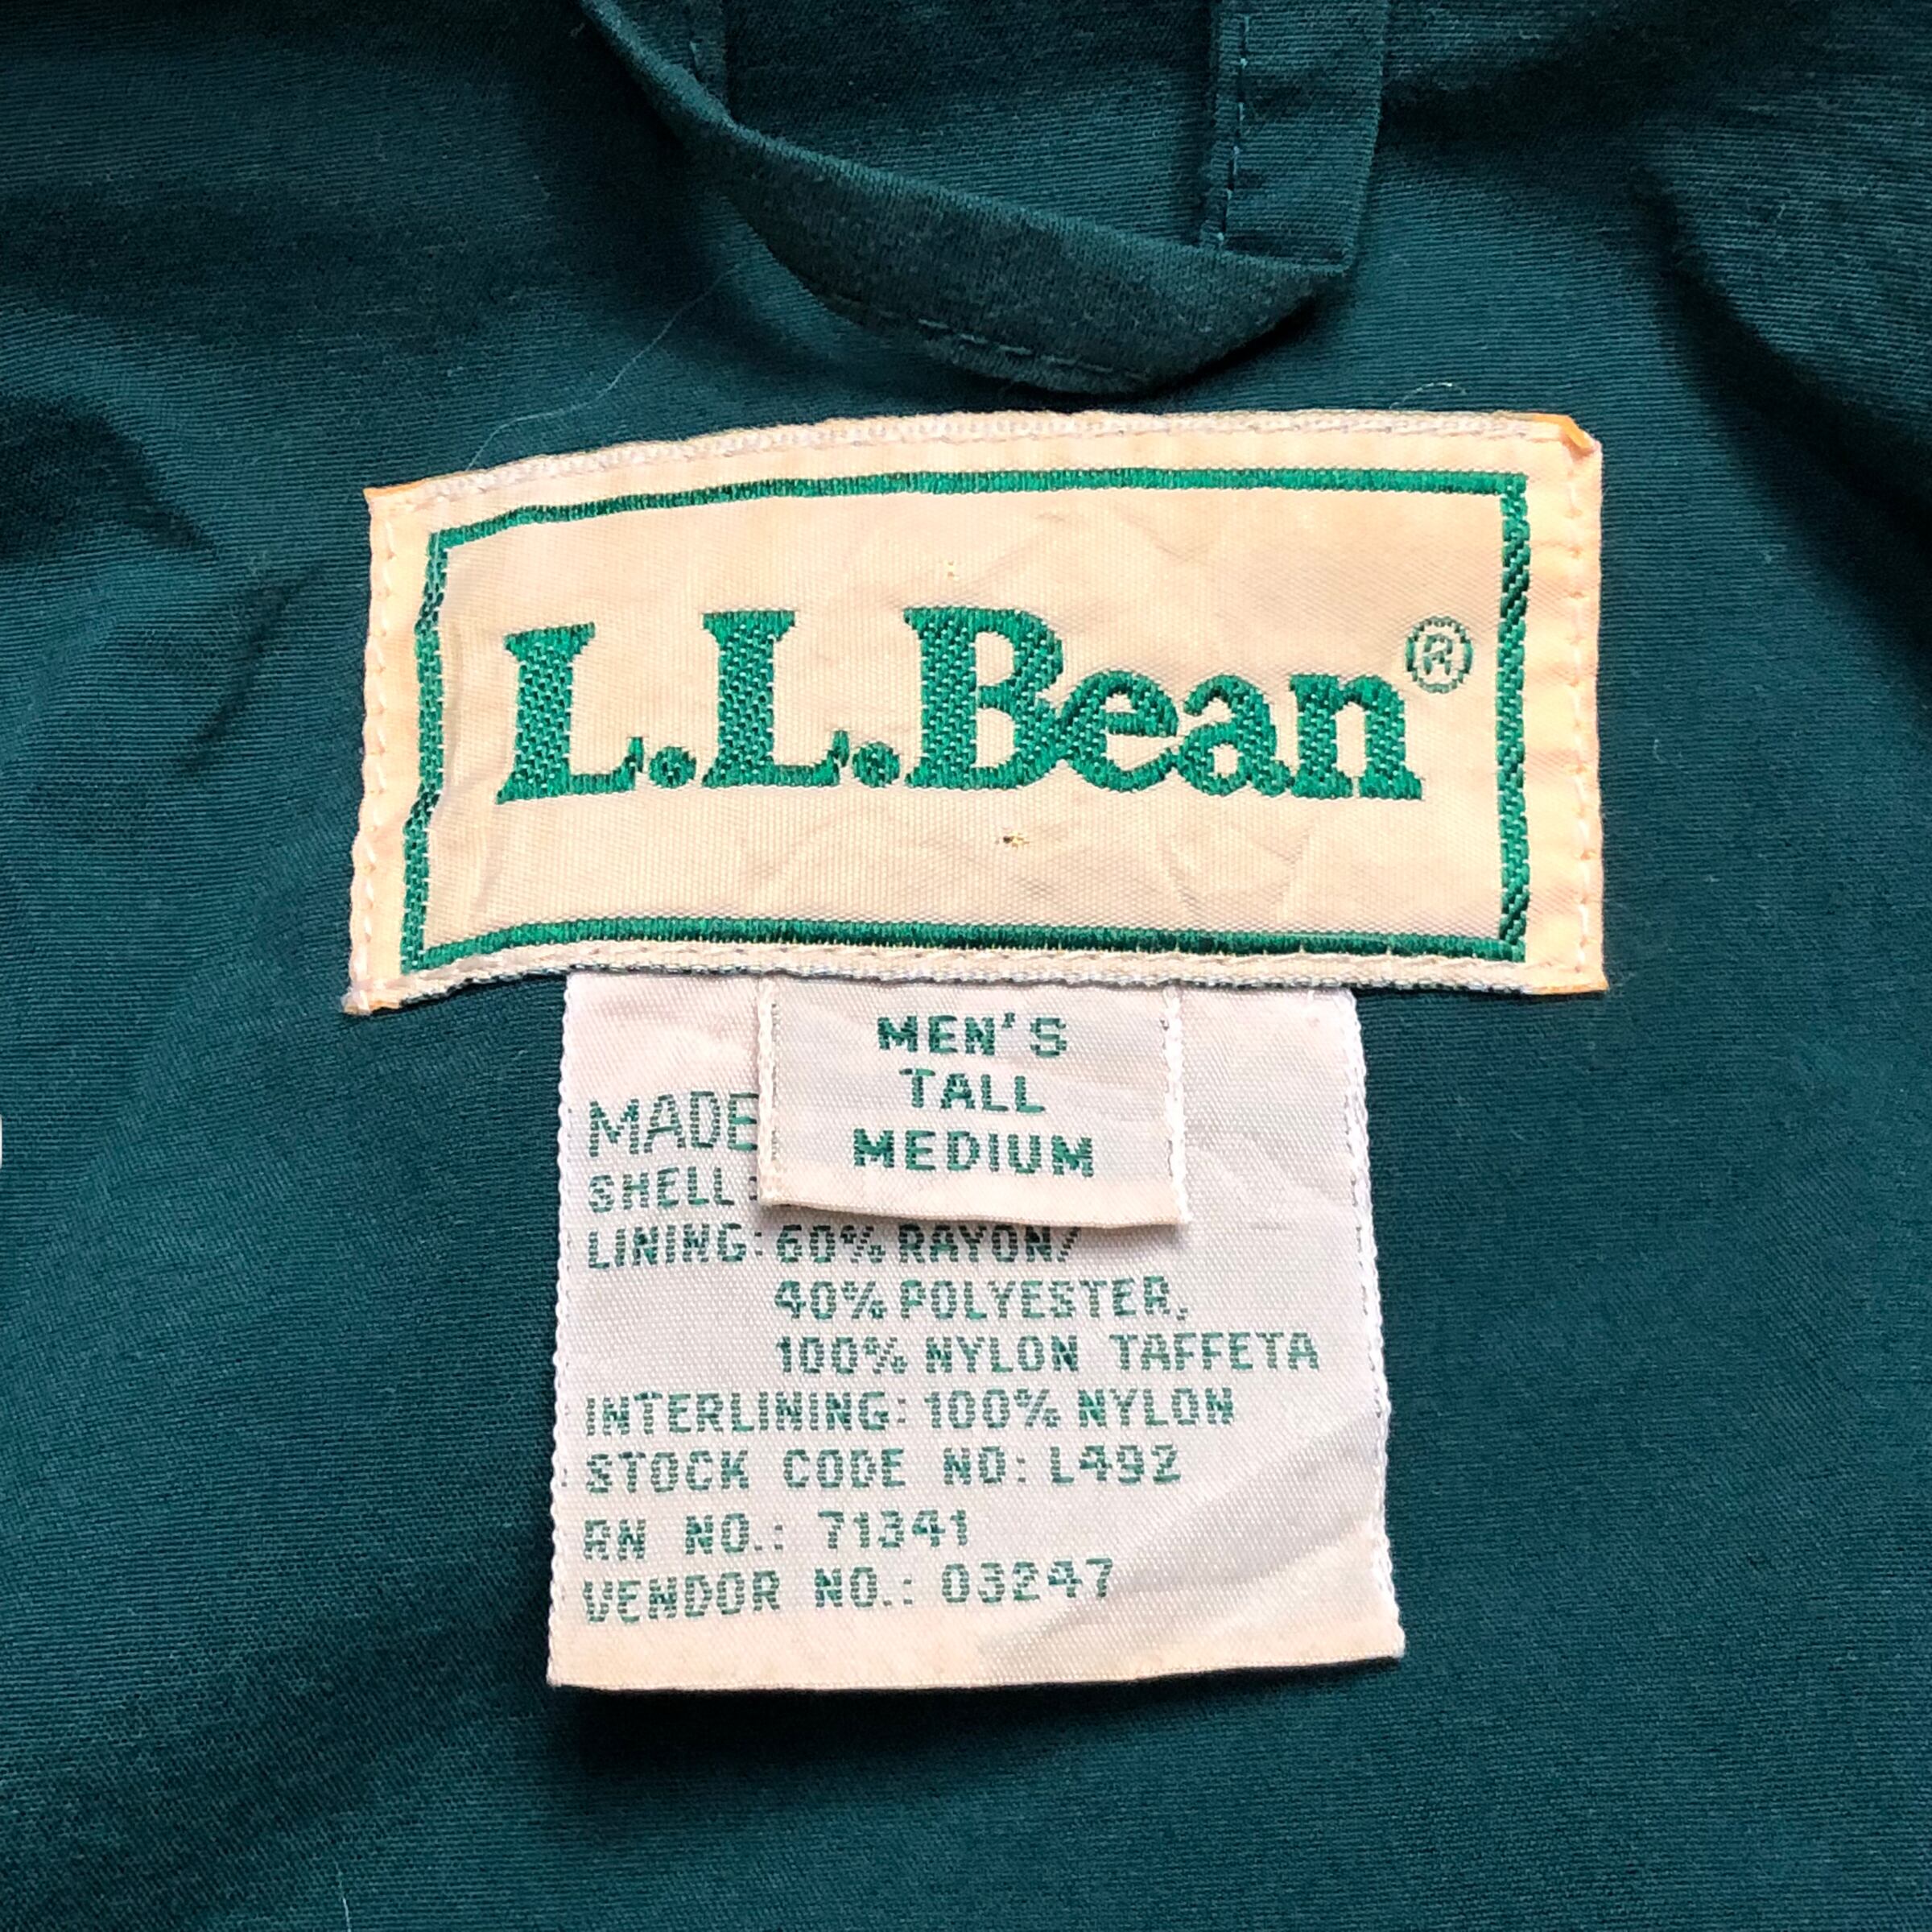 L.L.Bean®
MEN'S
TALL
MEDIUM
MADE
SHELL:
LINING: 60% RAYON/
40% POLYESTER,
100% NYLON TAFFETA
INTERLINING: 100% NYLON
STOCK CODE NO: L492
RN NO.: 71341
VENDOR NO.: 03247